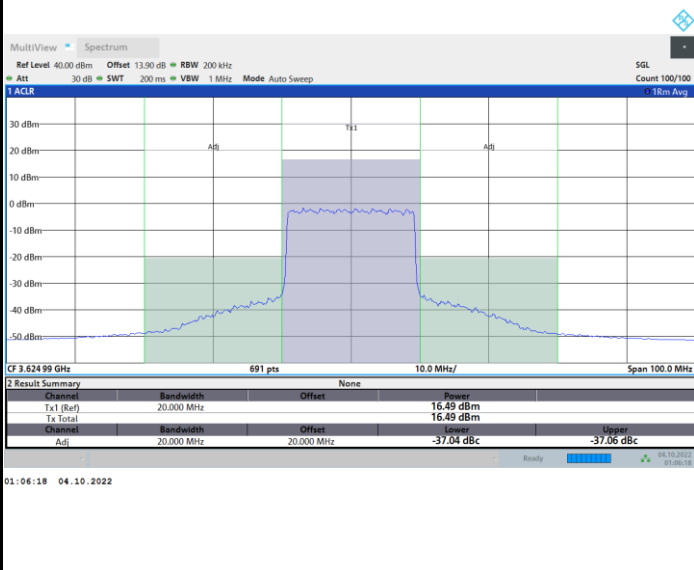 MultiView Spectrum
Ref Level 40.00 dBm Offset 13.90 dB RBW 200 kHz SGL
Att 30 dB SWT 200 ms VBW 1 MHz Mode Auto Sweep Count 100/100
1 ACLR 1Rm Avg
Tx1
Adj Adj
30 dBm
20 dBm
10 dBm
0 dBm
-10 dBm
-20 dBm
-30 dBm
-40 dBm
-50 dBm
CF 3.624 99 GHz 691 pts 10.0 MHz/ Span 100.0 MHz
2 Result Summary None
Channel Bandwidth Offset Power
Tx1 (Ref) 20.000 MHz 16.49 dBm
Tx Total 16.49 dBm
Channel Bandwidth Offset Lower Upper
Adj 20.000 MHz 20.000 MHz -37.04 dBc -37.06 dBc
Ready 04.10.2022
01:06:18
01:06:18 04.10.2022